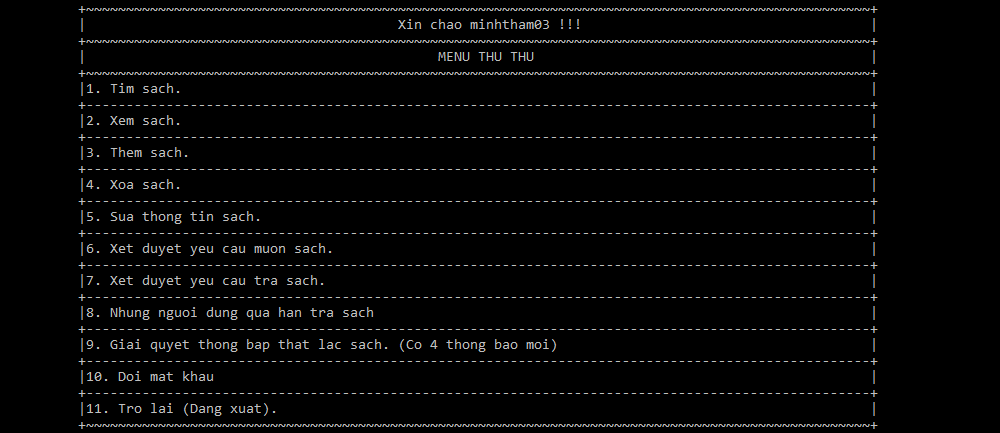 Xin chao minhtham03 !!!
MENU THU THU
1. Tim sach.
2. Xem sach.
3. Them sach.
4. Xoa sach.
5. Sua thong tin sach.
6. Xet duyet yeu cau muon sach.
7. Xet duyet yeu cau tra sach.
8. Nhung nguoi dung qua han tra sach
9. Giai quyet thong bap that lac sach. (Co 4 thong bao moi)
10. Doi mat khau
11. Tro lai (Dang xuat).